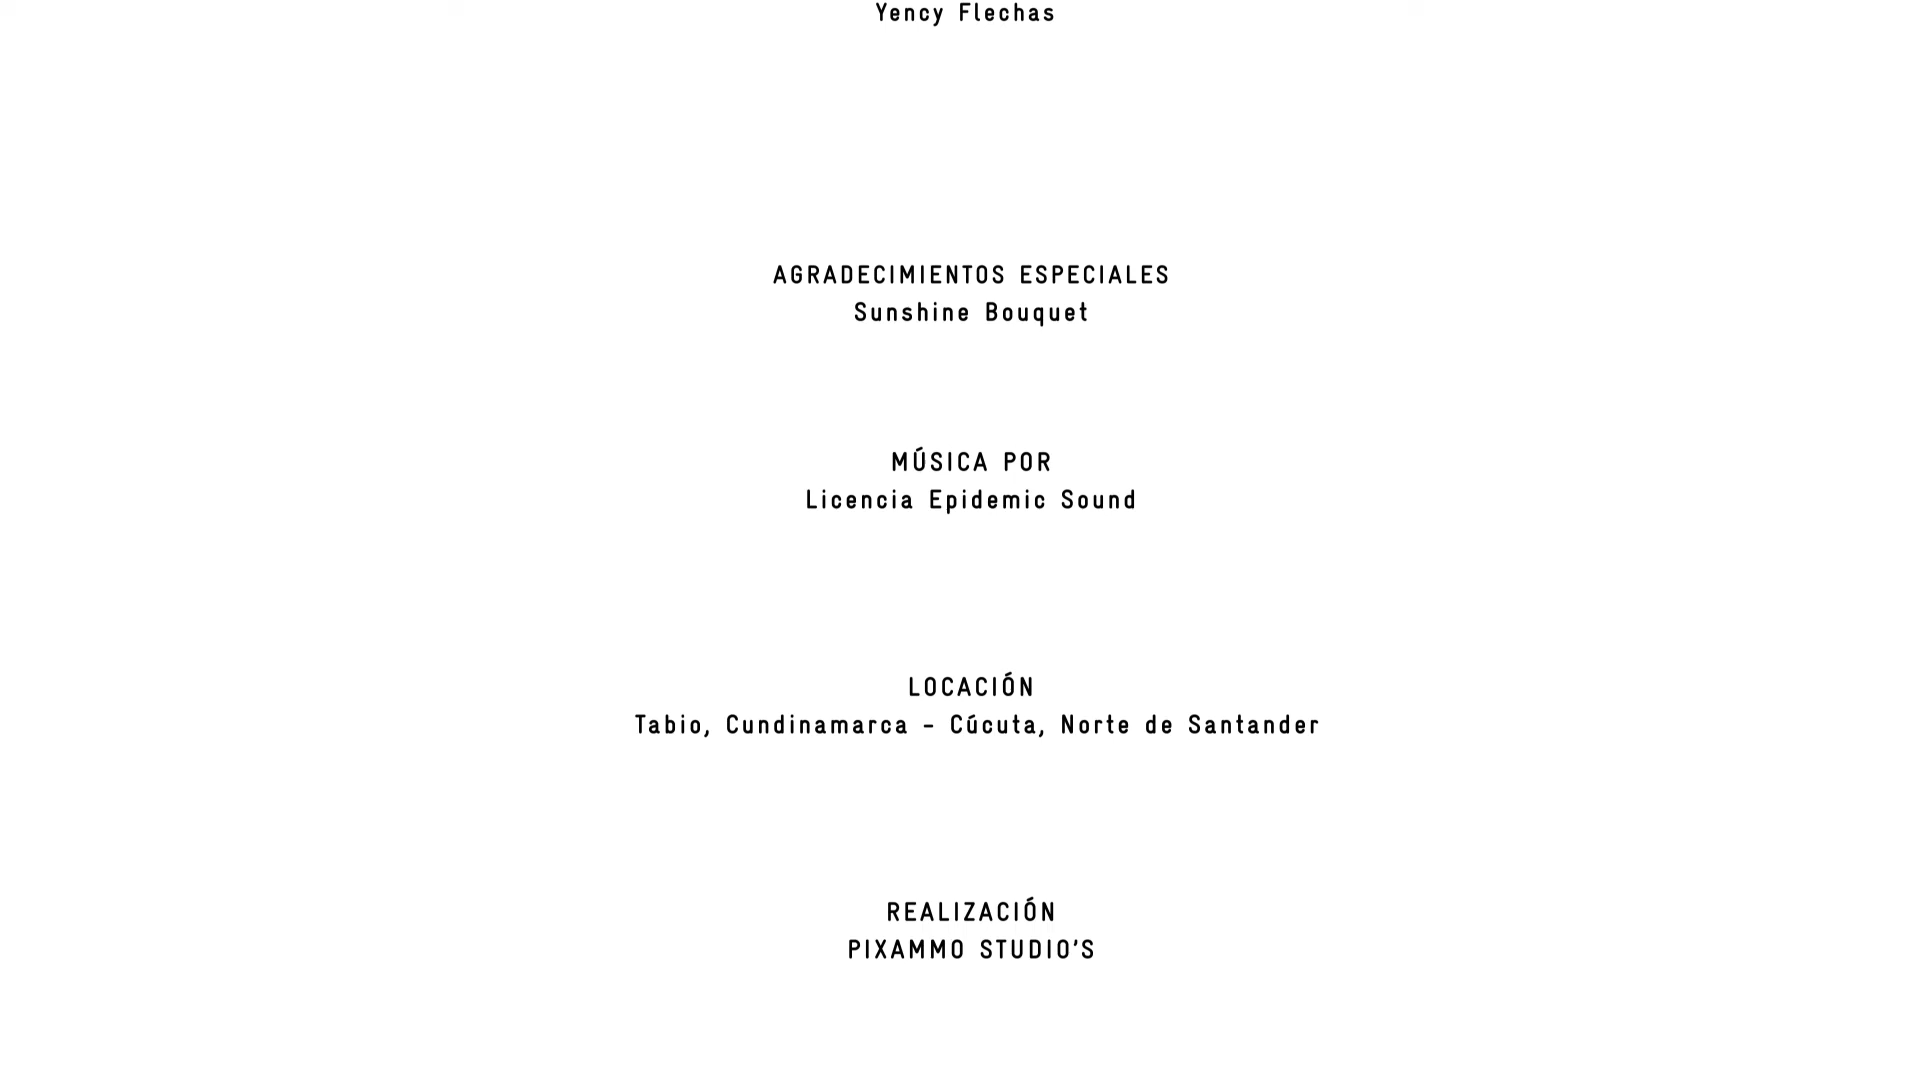 Yency Flechas
AGRADECIMIENTOS ESPECIALES
Sunshine Bouquet
MÚSICA POR
Licencia Epidemic Sound
LOCACIÓN
Tabio, Cundinamarca - Cúcuta, Norte de Santander
REALIZACIÓN
PIXAMMO STUDIO'S